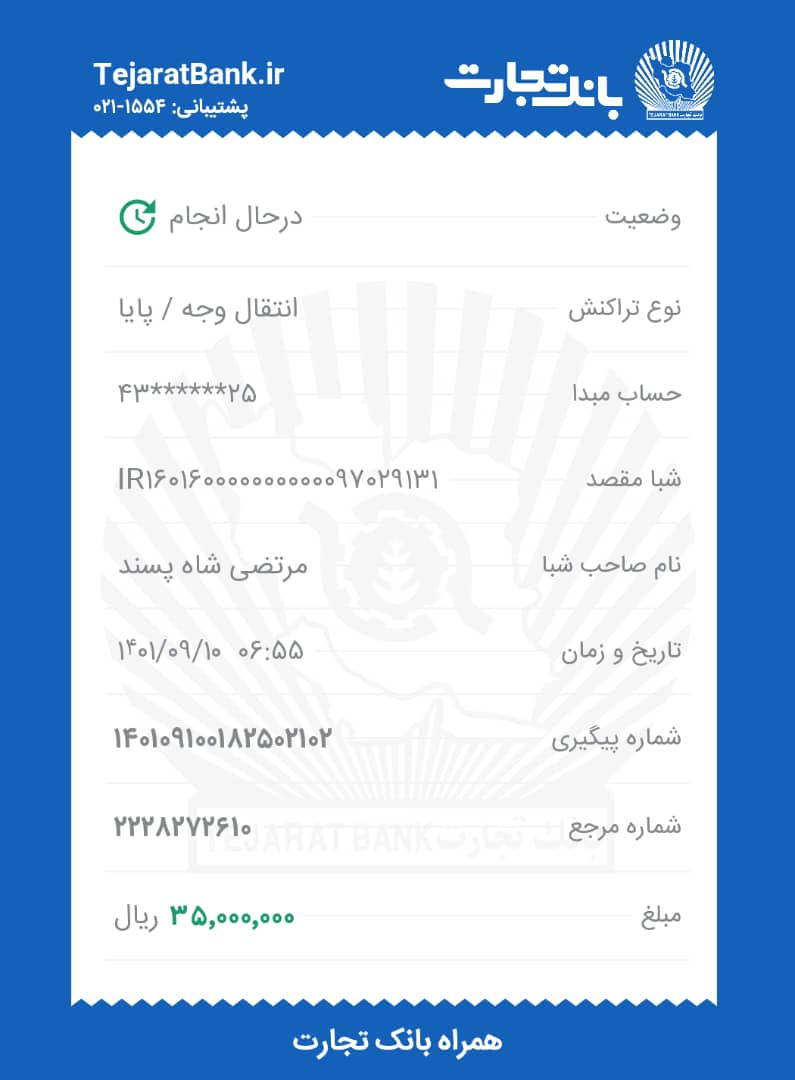 بانک تجارت
TejaratBank.ir
پشتیبانی: ۱۵۵۴-۰۲۱
وضعیت درحال انجام
نوع تراکنش انتقال وجه / پایا
حساب مبدا ۴۳******۲۵
شبا مقصد IR۱۶۰۱۶۰۰۰۰۰۰۰۰۰۰۰۰۹۷۰۲۹۱۳۱
نام صاحب شبا مرتضی شاه پسند
تاریخ و زمان ۱۴۰۱/۰۹/۱۰ ۰۶:۵۵
شماره پیگیری ۱۴۰۱۰۹۱۰۰۱۸۲۵۰۲۱۰۲
شماره مرجع ۲۲۲۸۲۷۲۶۱۰
TEJARAT BANK بانک تجارت
مبلغ ۳۵,۰۰۰,۰۰۰ ریال
همراه بانک تجارت